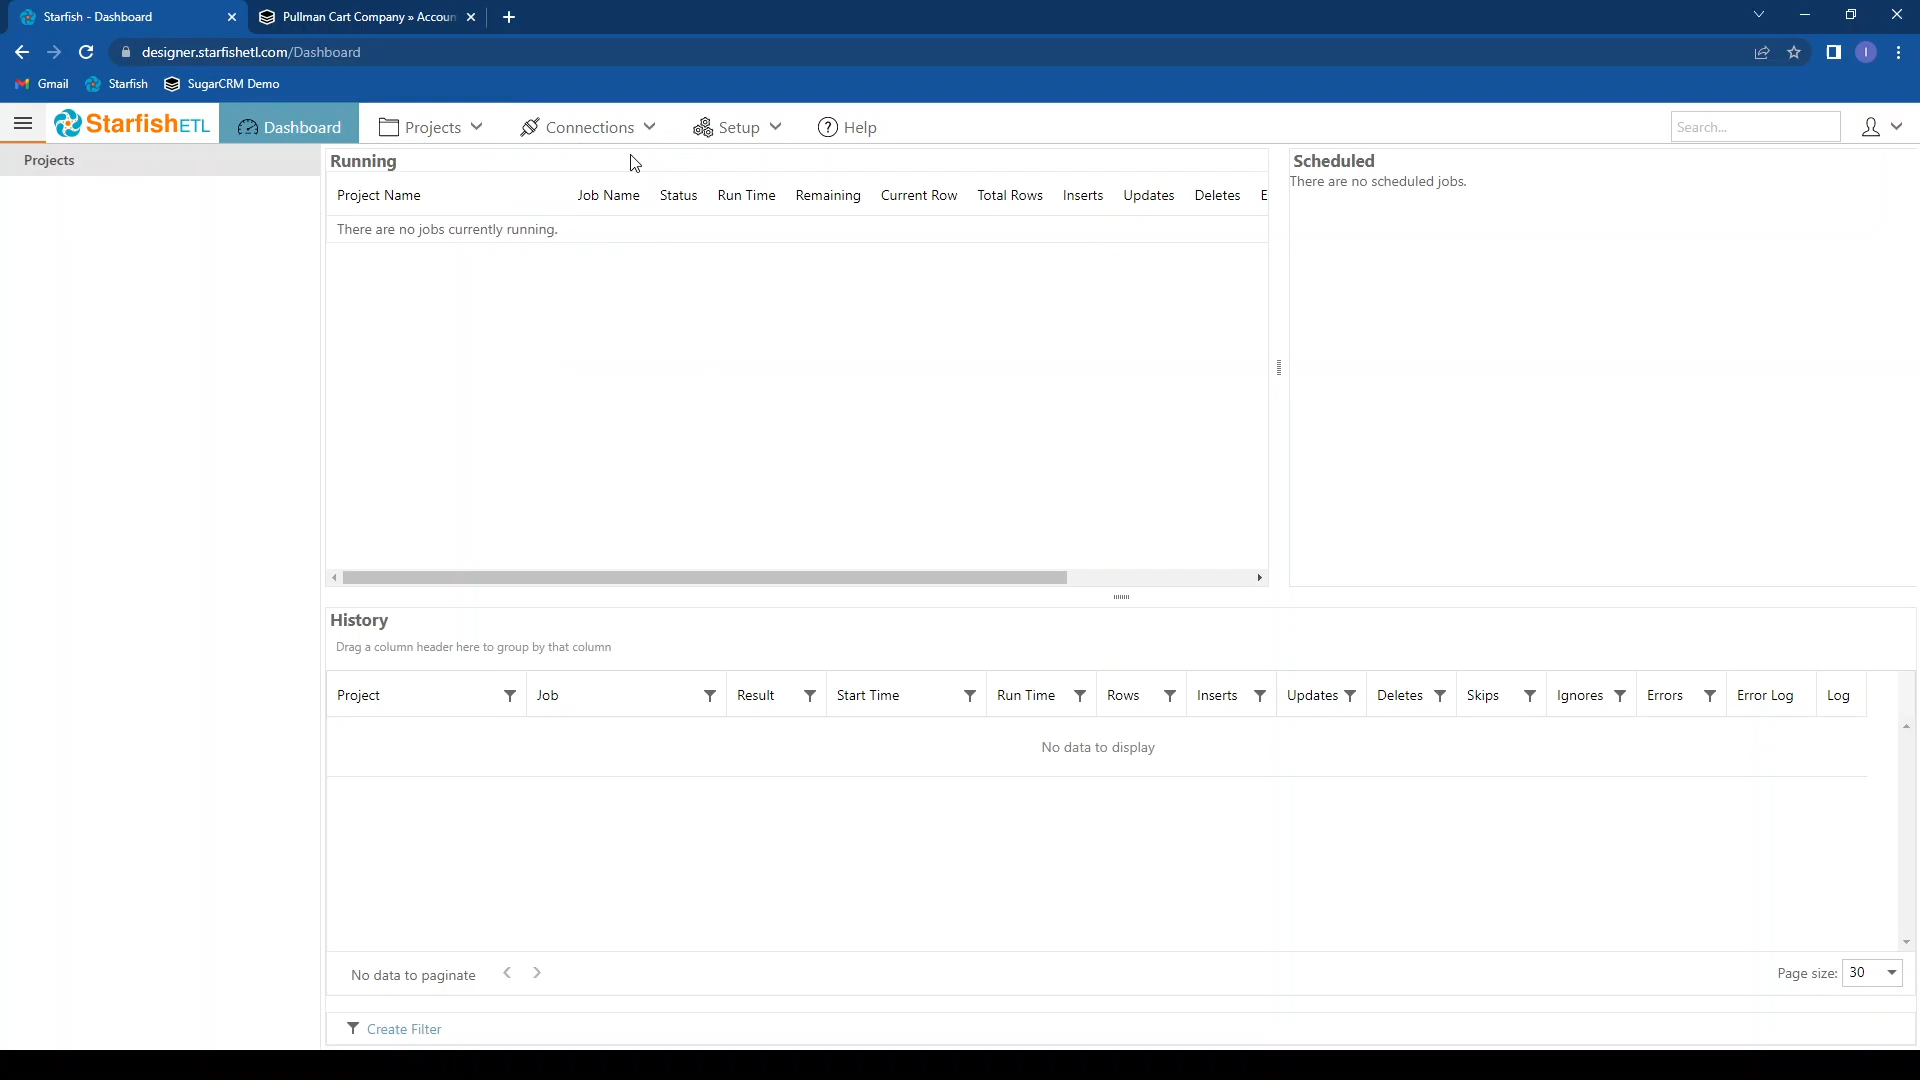 Starfish - Dashboard
Pullman Cart Company » Accoun
designer.starfishetl.com/Dashboard
I
Gmail
Starfish
SugarCRM Demo
StarfishETL
Dashboard
Projects
Connections
Setup
Help
Search...
Projects
Running
Project Name Job Name Status Run Time Remaining Current Row Total Rows Inserts Updates Deletes E
There are no jobs currently running.
Scheduled
There are no scheduled jobs.
History
Drag a column header here to group by that column
Project Job Result Start Time Run Time Rows Inserts Updates Deletes Skips Ignores Errors Error Log Log
No data to display
No data to paginate
Page size: 30
Create Filter